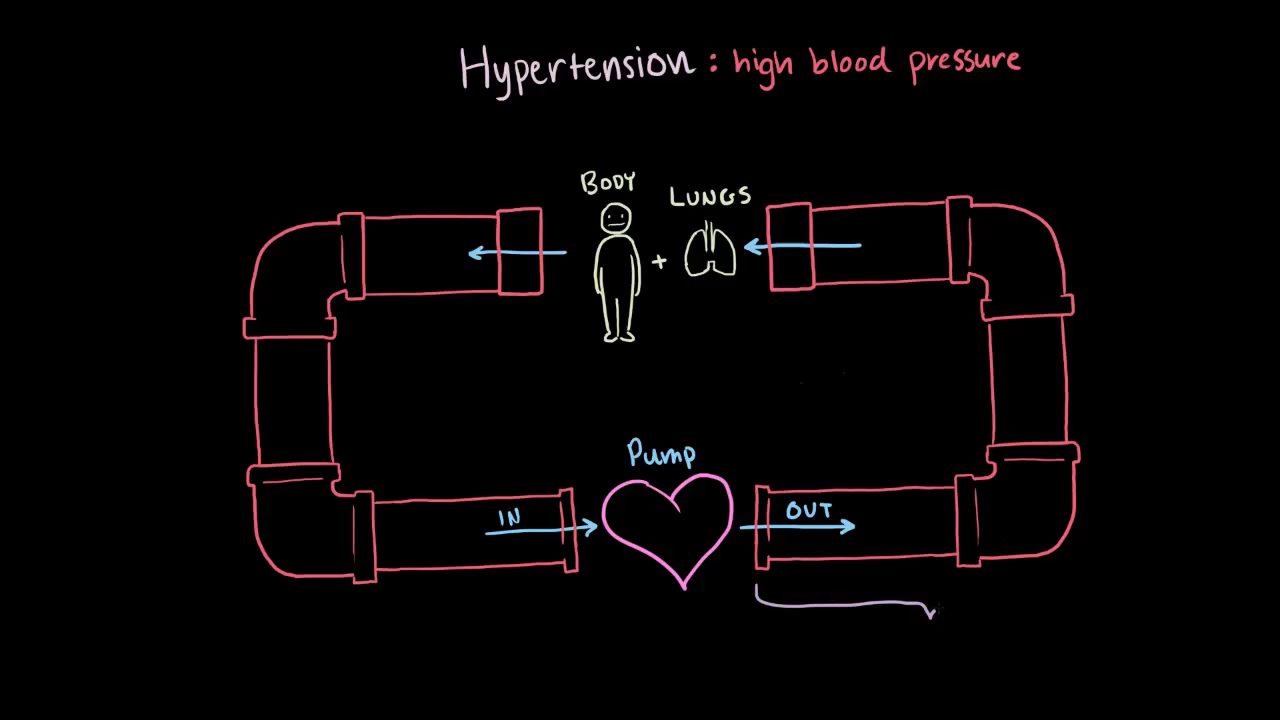 Hypertension : high blood pressure
BODY
LUNGS
+
Pump
IN
OUT